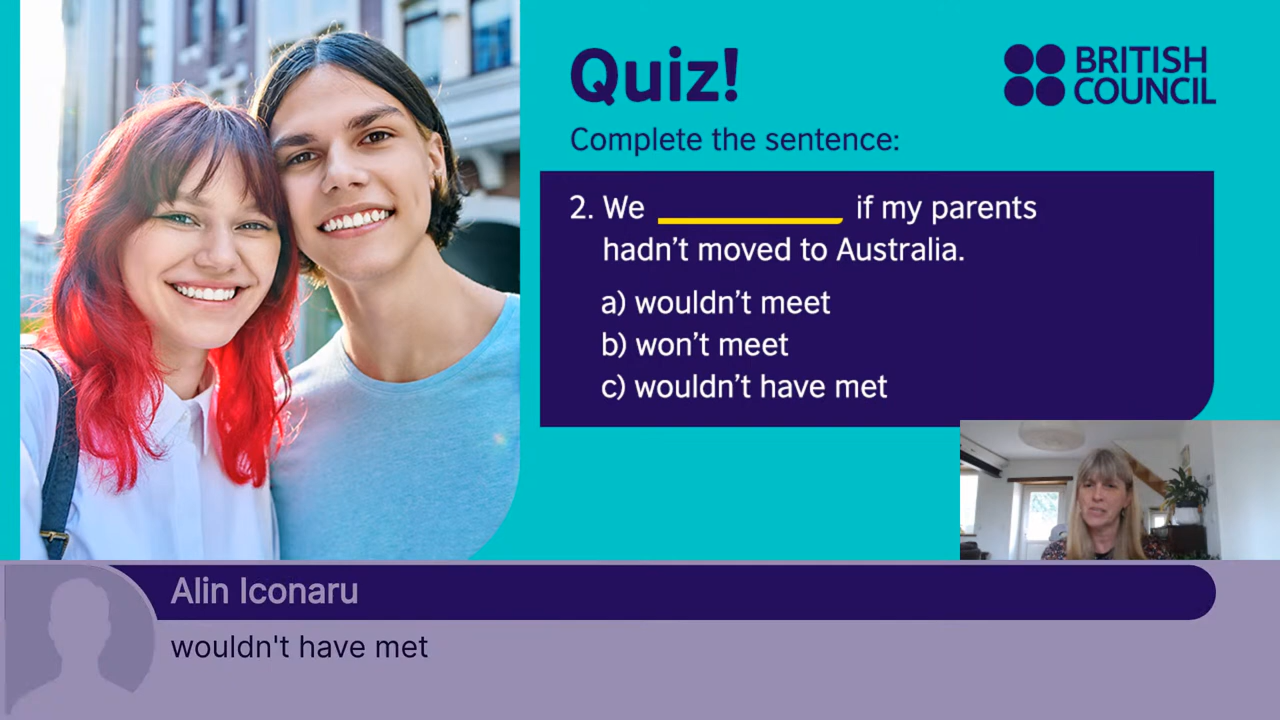 Quiz!
BRITISH
COUNCIL
Complete the sentence:
2. We __________ if my parents
hadn't moved to Australia.
a) wouldn't meet
b) won't meet
c) wouldn't have met
Alin Iconaru
wouldn't have met